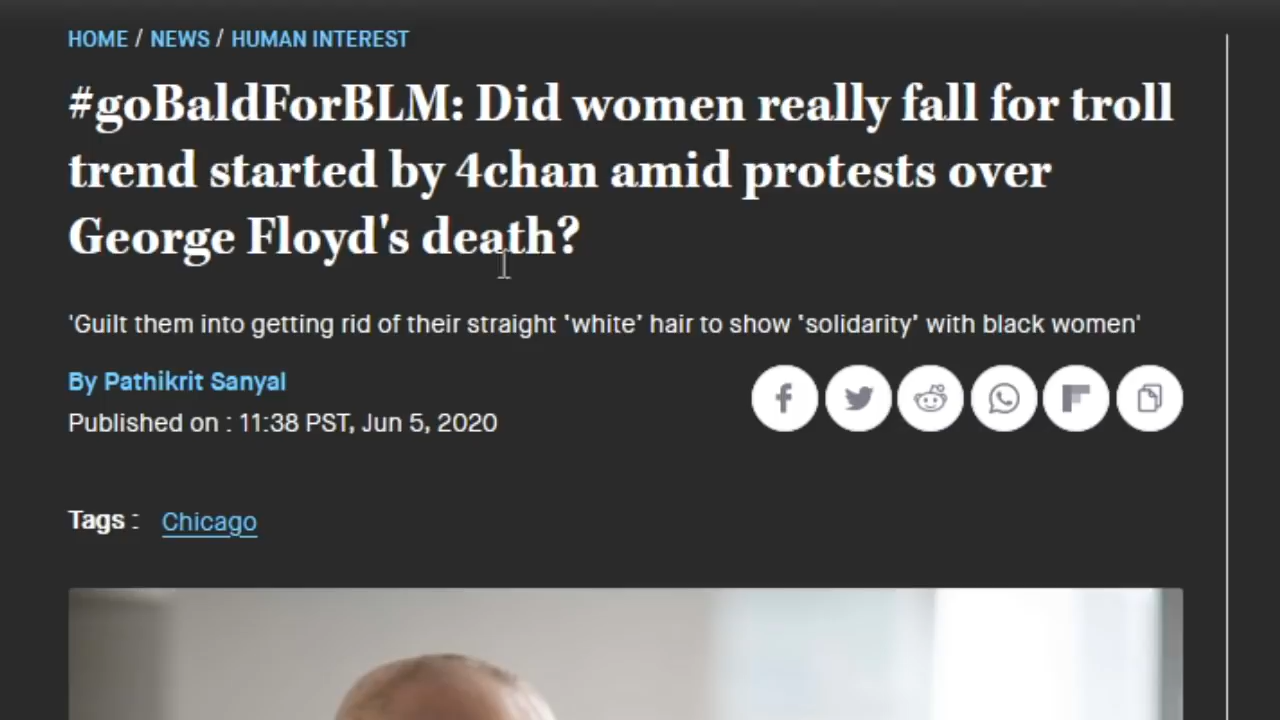 HOME / NEWS / HUMAN INTEREST
#goBaldForBLM: Did women really fall for troll
trend started by 4chan amid protests over
George Floyd's death?
'Guilt them into getting rid of their straight 'white' hair to show 'solidarity' with black women'
By Pathikrit Sanyal
Published on : 11:38 PST, Jun 5, 2020
Tags : Chicago